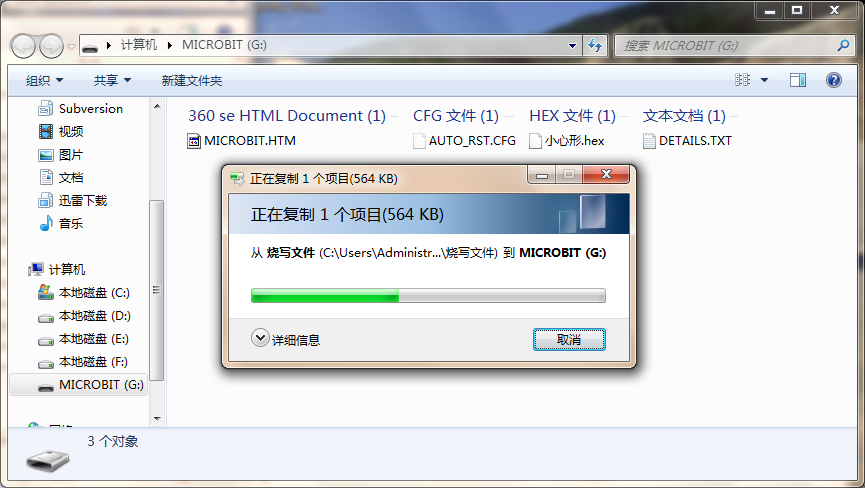 计算机 MICROBIT (G:)
搜索 MICROBIT (G:)
组织 共享 新建文件夹
Subversion
视频
图片
文档
迅雷下载
音乐
计算机
本地磁盘 (C:)
本地磁盘 (D:)
本地磁盘 (E:)
本地磁盘 (F:)
MICROBIT (G:)
360 se HTML Document (1)
MICROBIT.HTM
CFG 文件 (1)
AUTO_RST.CFG
HEX 文件 (1)
小心形.hex
文本文档 (1)
DETAILS.TXT
正在复制 1 个项目(564 KB)
正在复制 1 个项目(564 KB)
从 烧写文件 (C:\Users\Administr...\烧写文件) 到 MICROBIT (G:)
详细信息
取消
3 个对象